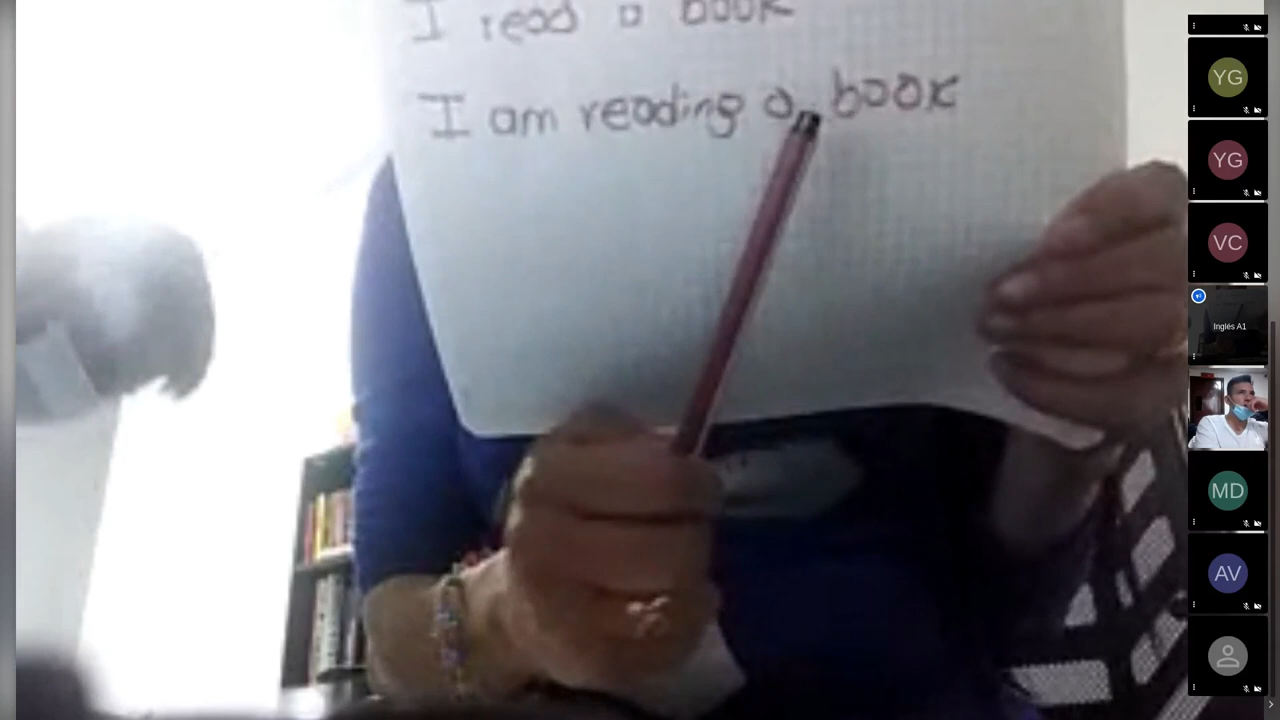 I read a book
I am reading a book
YG
YG
VC
Inglés A1
MD
AV